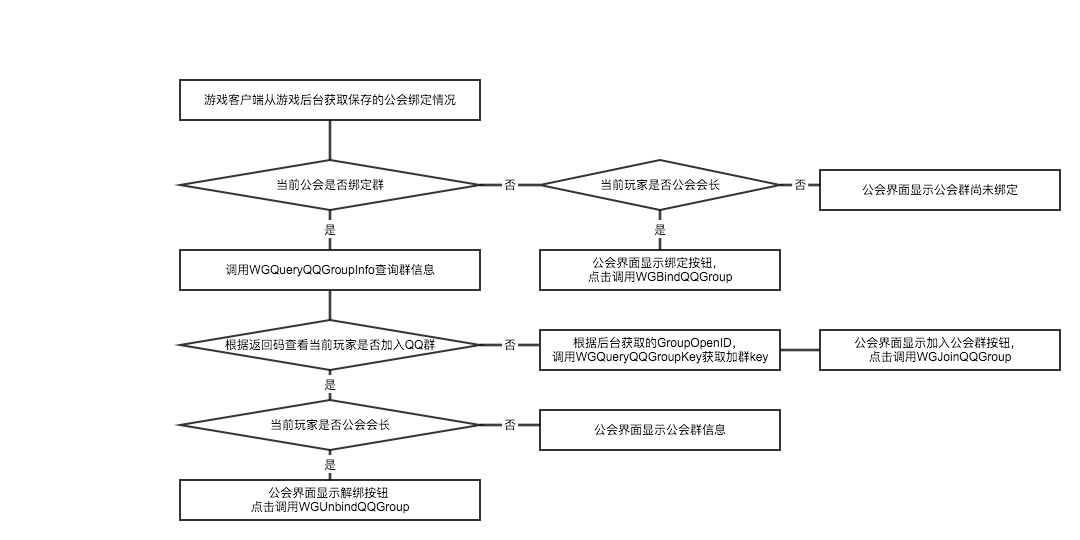 游戏客户端从游戏后台获取保存的公会绑定情况
当前公会是否绑定群
否
当前玩家是否公会会长
否
公会界面显示公会群尚未绑定
是
是
调用WGQueryQQGroupInfo查询群信息
公会界面显示绑定按钮，
点击调用WGBindQQGroup
根据返回码查看当前玩家是否加入QQ群
否
根据后台获取的GroupOpenID，
调用WGQueryQQGroupKey获取加群key
公会界面显示加入公会群按钮，
点击调用WGJoinQQGroup
是
当前玩家是否公会会长
否
公会界面显示公会群信息
是
公会界面显示解绑按钮
点击调用WGUnbindQQGroup